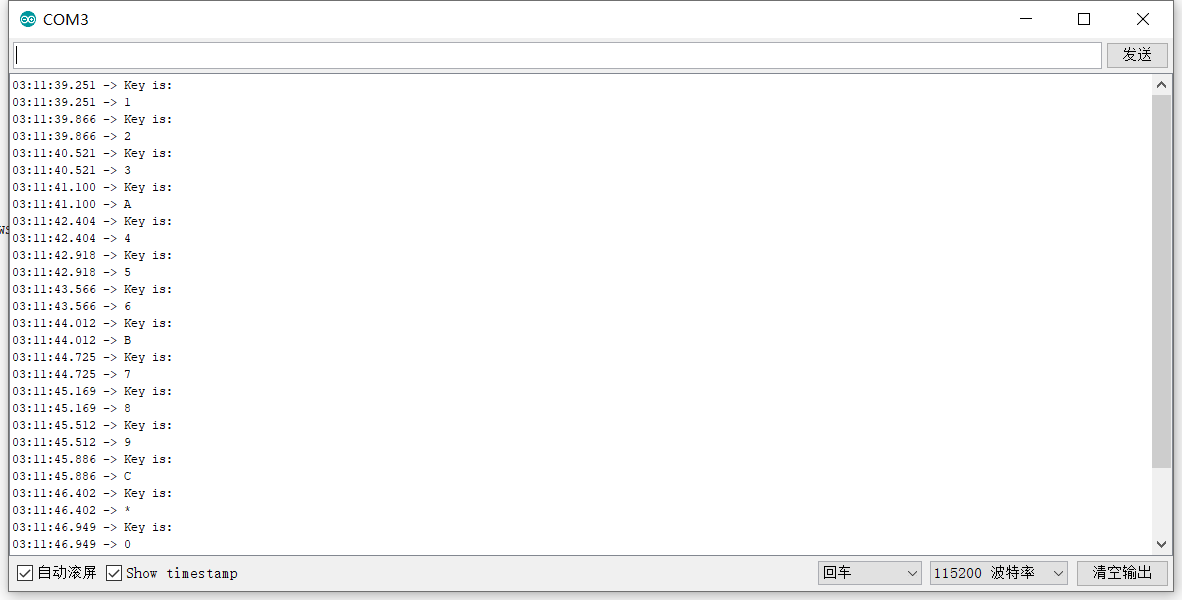 COM3
发送
03:11:39.251 -> Key is:
03:11:39.251 -> 1
03:11:39.866 -> Key is:
03:11:39.866 -> 2
03:11:40.521 -> Key is:
03:11:40.521 -> 3
03:11:41.100 -> Key is:
03:11:41.100 -> A
03:11:42.404 -> Key is:
03:11:42.404 -> 4
03:11:42.918 -> Key is:
03:11:42.918 -> 5
03:11:43.566 -> Key is:
03:11:43.566 -> 6
03:11:44.012 -> Key is:
03:11:44.012 -> B
03:11:44.725 -> Key is:
03:11:44.725 -> 7
03:11:45.169 -> Key is:
03:11:45.169 -> 8
03:11:45.512 -> Key is:
03:11:45.512 -> 9
03:11:45.886 -> Key is:
03:11:45.886 -> C
03:11:46.402 -> Key is:
03:11:46.402 -> *
03:11:46.949 -> Key is:
03:11:46.949 -> 0
自动滚屏 Show timestamp 回车 115200 波特率 清空输出